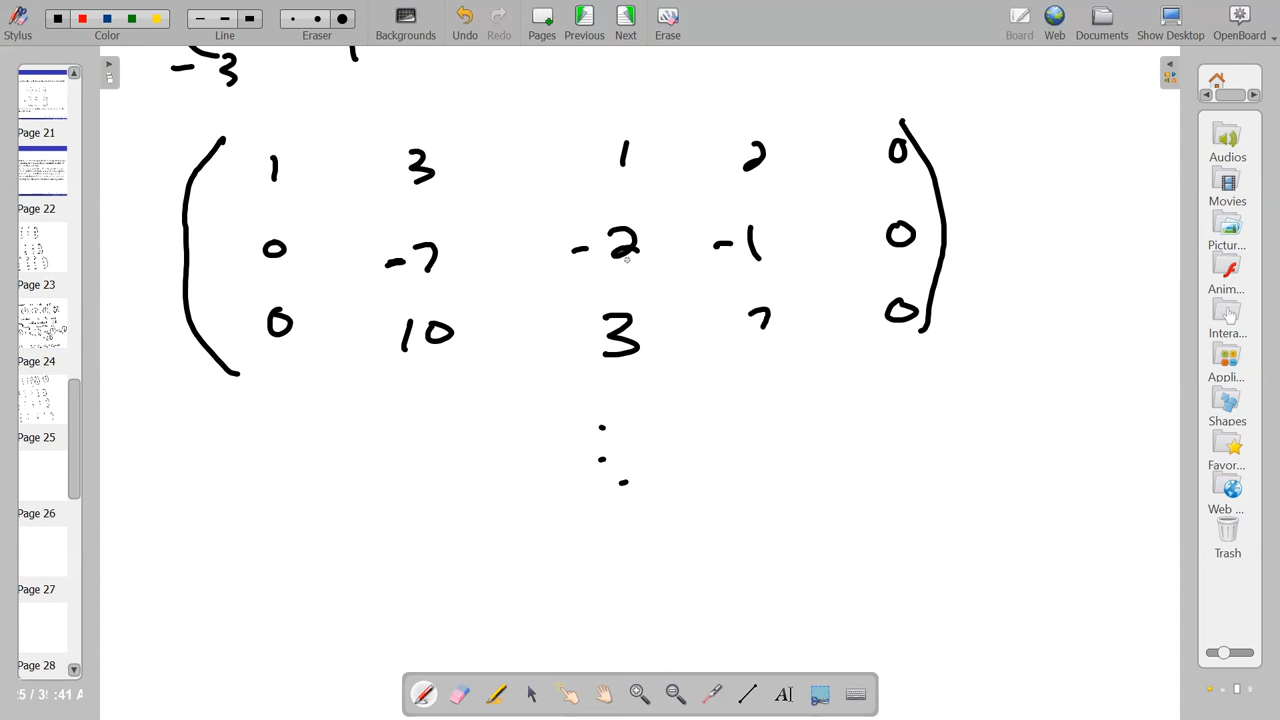 Stylus Color Line Eraser Backgrounds Undo Redo Pages Previous Next Erase Board Web Documents Show Desktop OpenBoard
- 3
1 3 1 2 0
0 -7 -2 -1 0
0 10 3 7 0
Page 21
Page 22
Page 23
Page 24
Page 25
Page 26
Page 27
Page 28
Audios
Movies
Pictur...
Anim...
Intera...
Appli...
Shapes
Favor...
Web ...
Trash